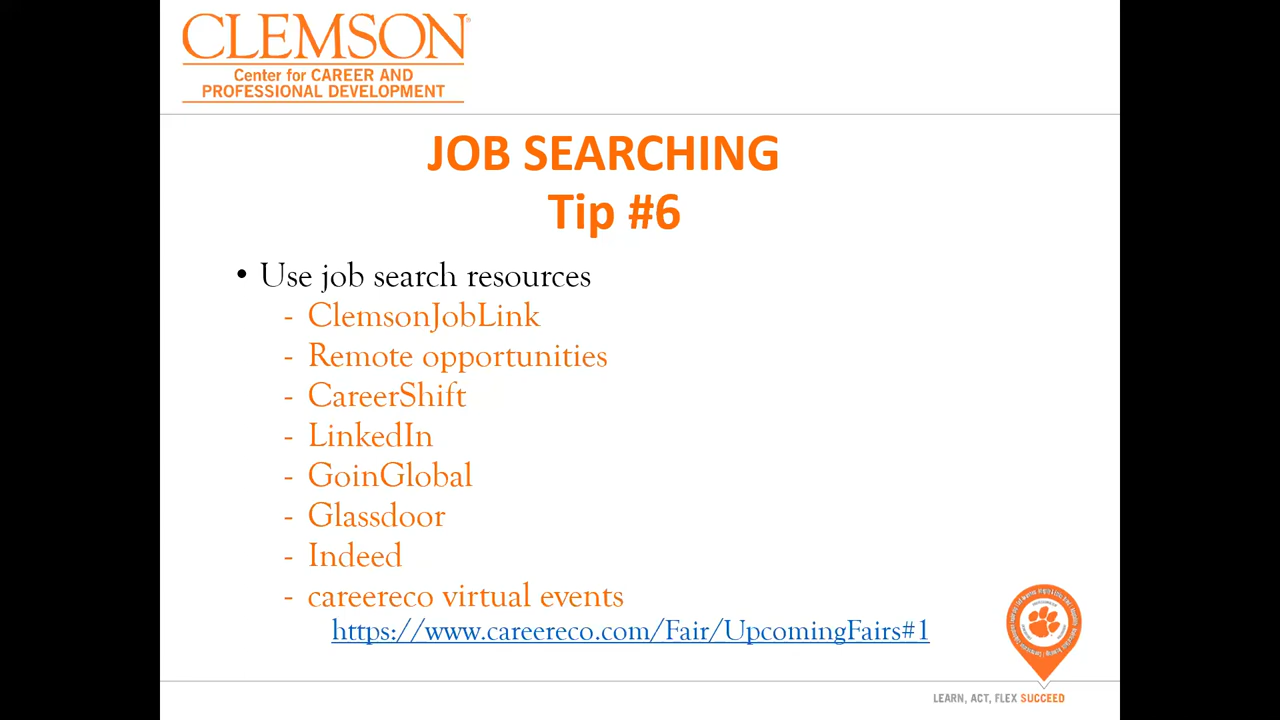 CLEMSON®
Center for CAREER AND
PROFESSIONAL DEVELOPMENT
JOB SEARCHING
Tip #6
• Use job search resources
- ClemsonJobLink
- Remote opportunities
- CareerShift
- LinkedIn
- GoinGlobal
- Glassdoor
- Indeed
- careereco virtual events
https://www.careereco.com/Fair/UpcomingFairs#1
LEARN, ACT, FLEX SUCCEED